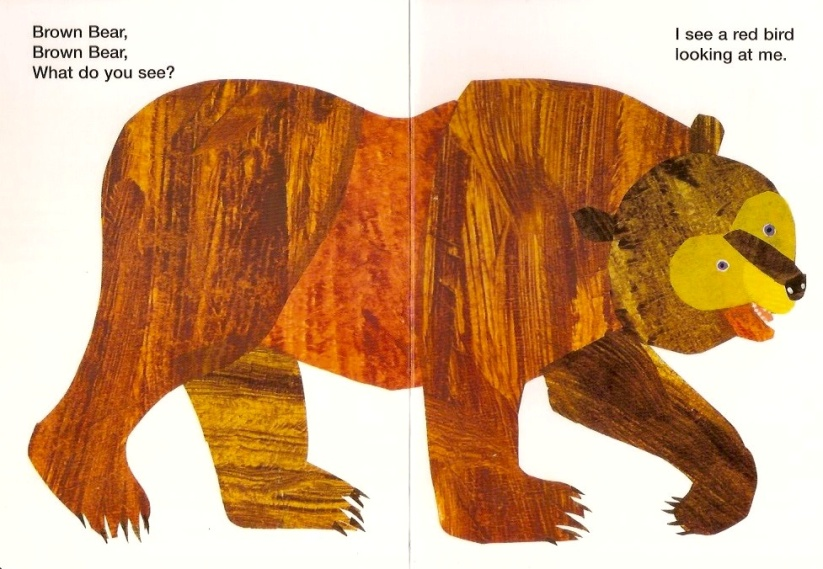 Brown Bear,
Brown Bear,
What do you see?
I see a red bird
looking at me.